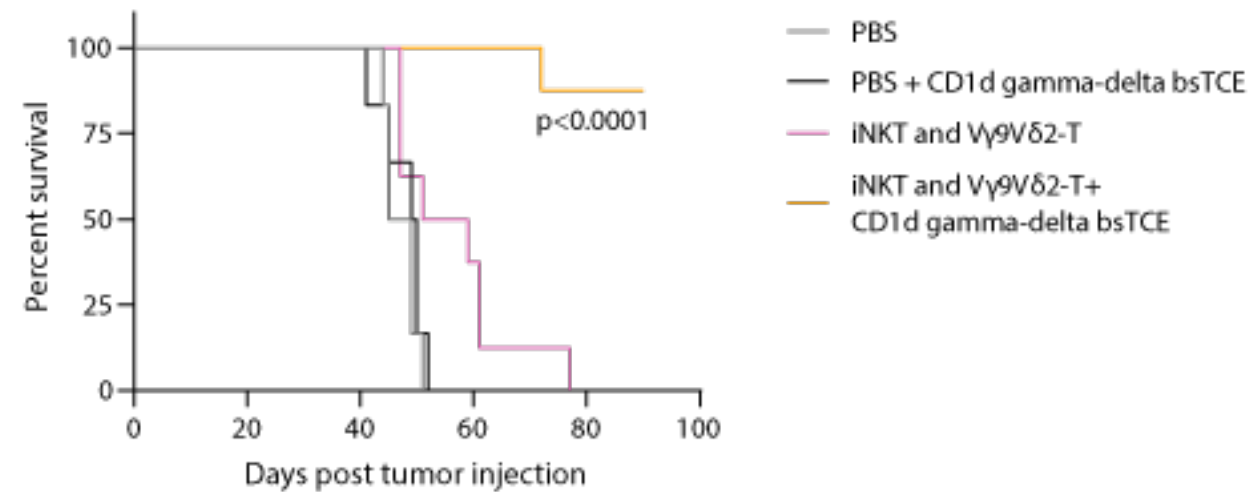 100
75
50
25
0
Percent survival
0 20 40 60 80 100
Days post tumor injection
p<0.0001
PBS
PBS + CD1d gamma-delta bsTCE
iNKT and Vγ9Vδ2-T
iNKT and Vγ9Vδ2-T+
CD1d gamma-delta bsTCE